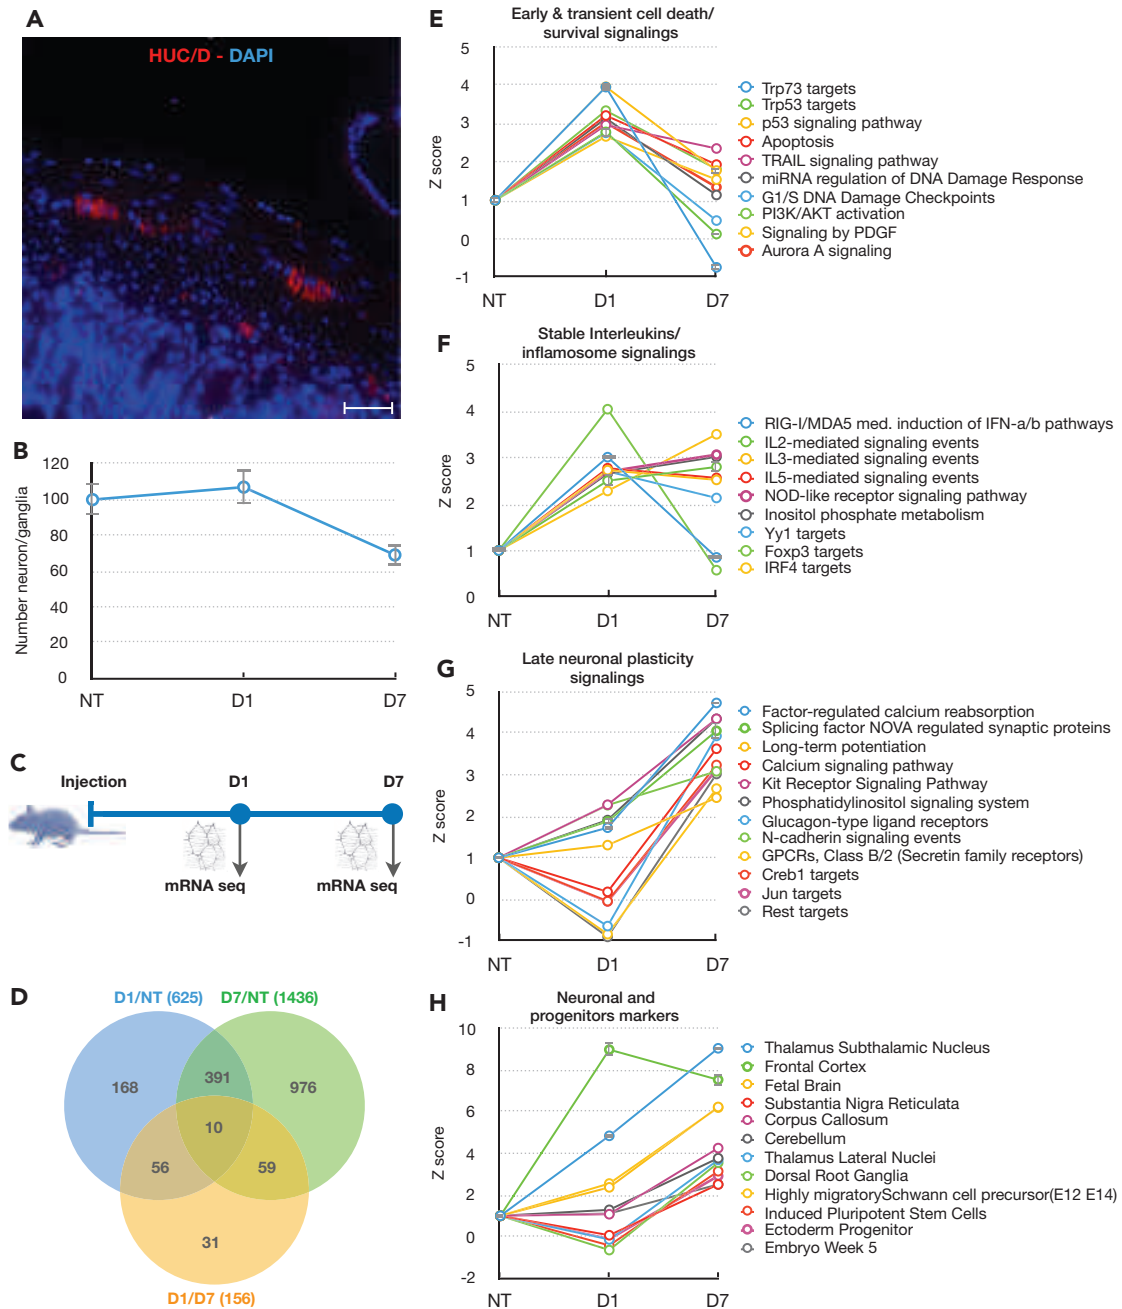 A
HUC/D - DAPI
B
Number neuron/ganglia
120
100
80
60
40
20
0
NT
D1
D7
C
Injection
D1
D7
mRNA seq
mRNA seq
D
D1/NT (625)
D7/NT (1436)
168
391
976
10
56
59
31
D1/D7 (156)
E
Early & transient cell death/
survival signalings
Z score
5
4
3
2
1
0
-1
NT
D1
D7
Trp73 targets
Trp53 targets
p53 signaling pathway
Apoptosis
TRAIL signaling pathway
miRNA regulation of DNA Damage Response
G1/S DNA Damage Checkpoints
PI3K/AKT activation
Signaling by PDGF
Aurora A signaling
F
Stable Interleukins/
inflamosome signalings
Z score
5
4
3
2
1
0
NT
D1
D7
RIG-I/MDA5 med. induction of IFN-a/b pathways
IL2-mediated signaling events
IL3-mediated signaling events
IL5-mediated signaling events
NOD-like receptor signaling pathway
Inositol phosphate metabolism
Yy1 targets
Foxp3 targets
IRF4 targets
G
Late neuronal plasticity
signalings
Z score
5
4
3
2
1
0
-1
NT
D1
D7
Factor-regulated calcium reabsorption
Splicing factor NOVA regulated synaptic proteins
Long-term potentiation
Calcium signaling pathway
Kit Receptor Signaling Pathway
Phosphatidylinositol signaling system
Glucagon-type ligand receptors
N-cadherin signaling events
GPCRs, Class B/2 (Secretin family receptors)
Creb1 targets
Jun targets
Rest targets
H
Neuronal and
progenitors markers
Z score
10
8
6
4
2
0
-2
NT
D1
D7
Thalamus Subthalamic Nucleus
Frontal Cortex
Fetal Brain
Substantia Nigra Reticulata
Corpus Callosum
Cerebellum
Thalamus Lateral Nuclei
Dorsal Root Ganglia
Highly migratorySchwann cell precursor(E12 E14)
Induced Pluripotent Stem Cells
Ectoderm Progenitor
Embryo Week 5